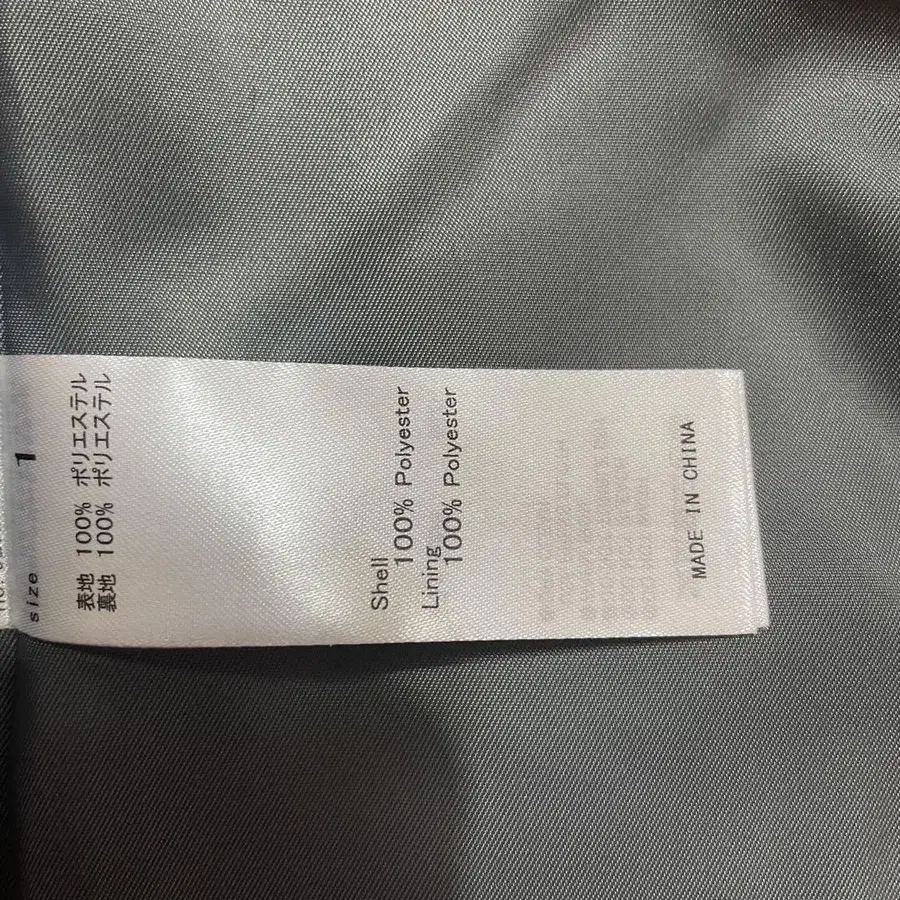 size 1
表地 100% ポリエステル
裏地 100% ポリエステル
Shell
100% Polyester
Lining
100% Polyester
MADE IN CHINA